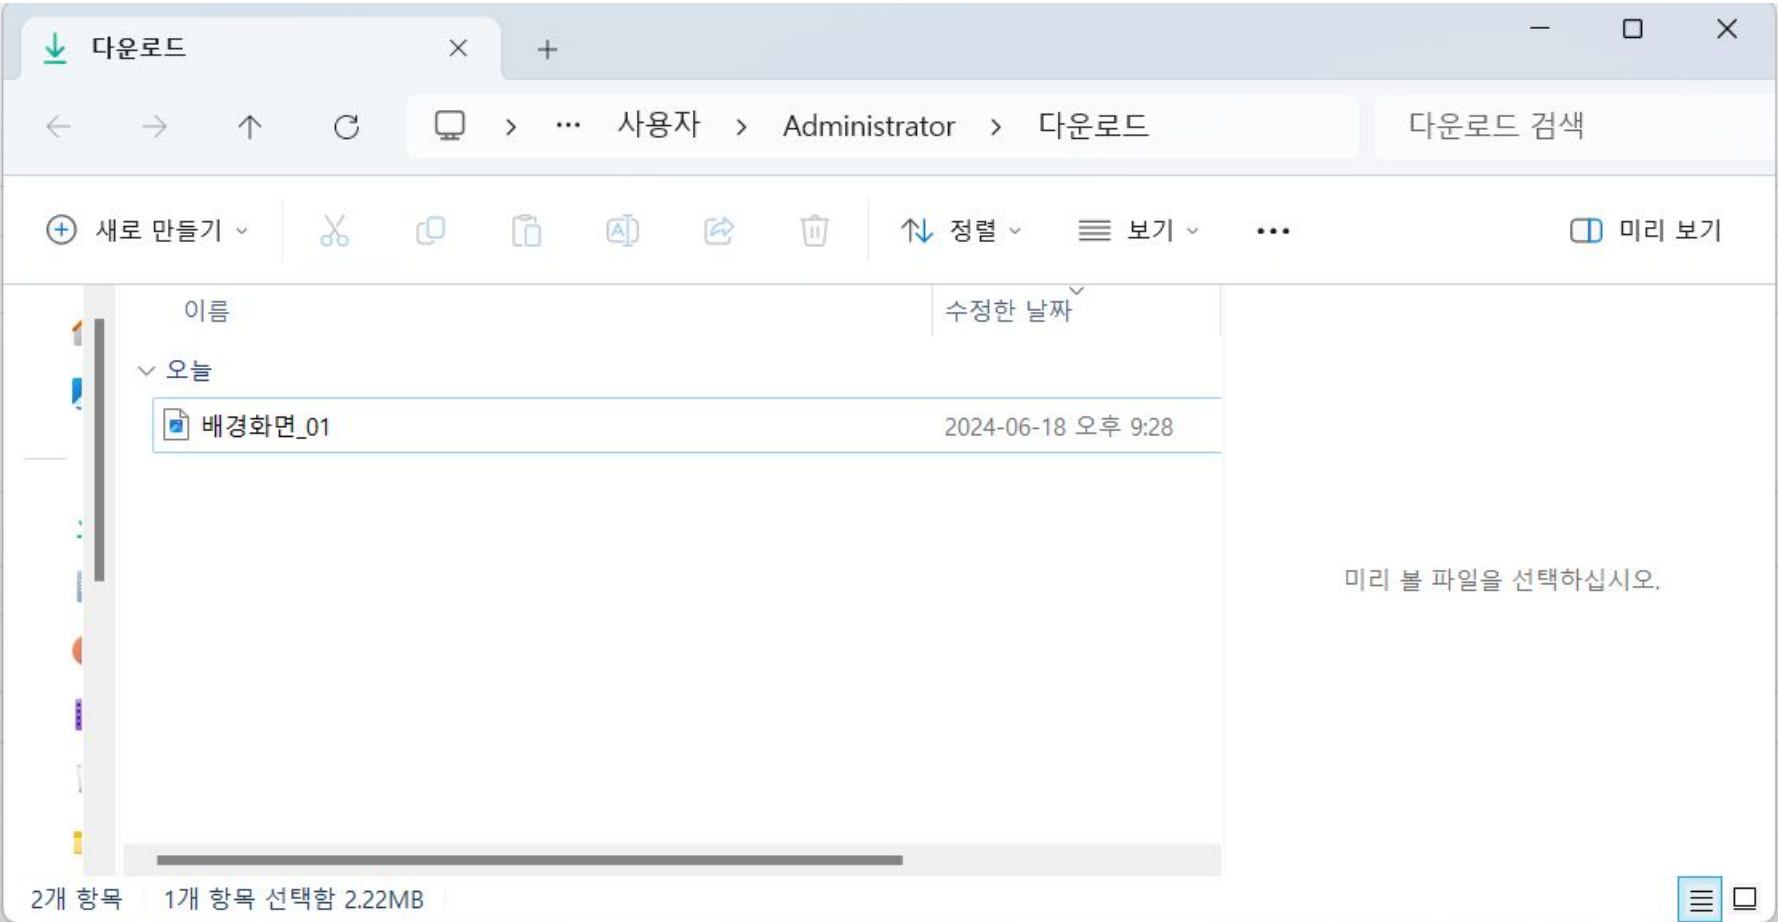 다운로드
사용자 > Administrator > 다운로드
다운로드 검색
새로 만들기
정렬
보기
미리 보기
이름
수정한 날짜
오늘
배경화면_01
2024-06-18 오후 9:28
미리 볼 파일을 선택하십시오.
2개 항목
1개 항목 선택함 2.22MB